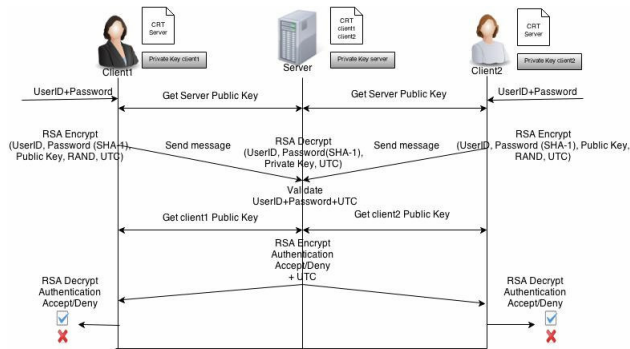 CRT
Server
Private Key client1
Client1
CRT
client1
client2
Private Key server
Server
CRT
Server
Private Key client2
Client2
UserID+Password
Get Server Public Key
Get Server Public Key
UserID+Password
RSA Encrypt
(UserID, Password (SHA-1),
Public Key, RAND, UTC)
Send message
RSA Decrypt
(UserID, Password(SHA-1),
Private Key, UTC)
Send message
RSA Encrypt
(UserID, Password (SHA-1), Public Key,
RAND, UTC)
Validate
UserID+Password+UTC
Get client1 Public Key
Get client2 Public Key
RSA Encrypt
Authentication
Accept/Deny
+ UTC
RSA Decrypt
Authentication
Accept/Deny
RSA Decrypt
Authentication
Accept/Deny